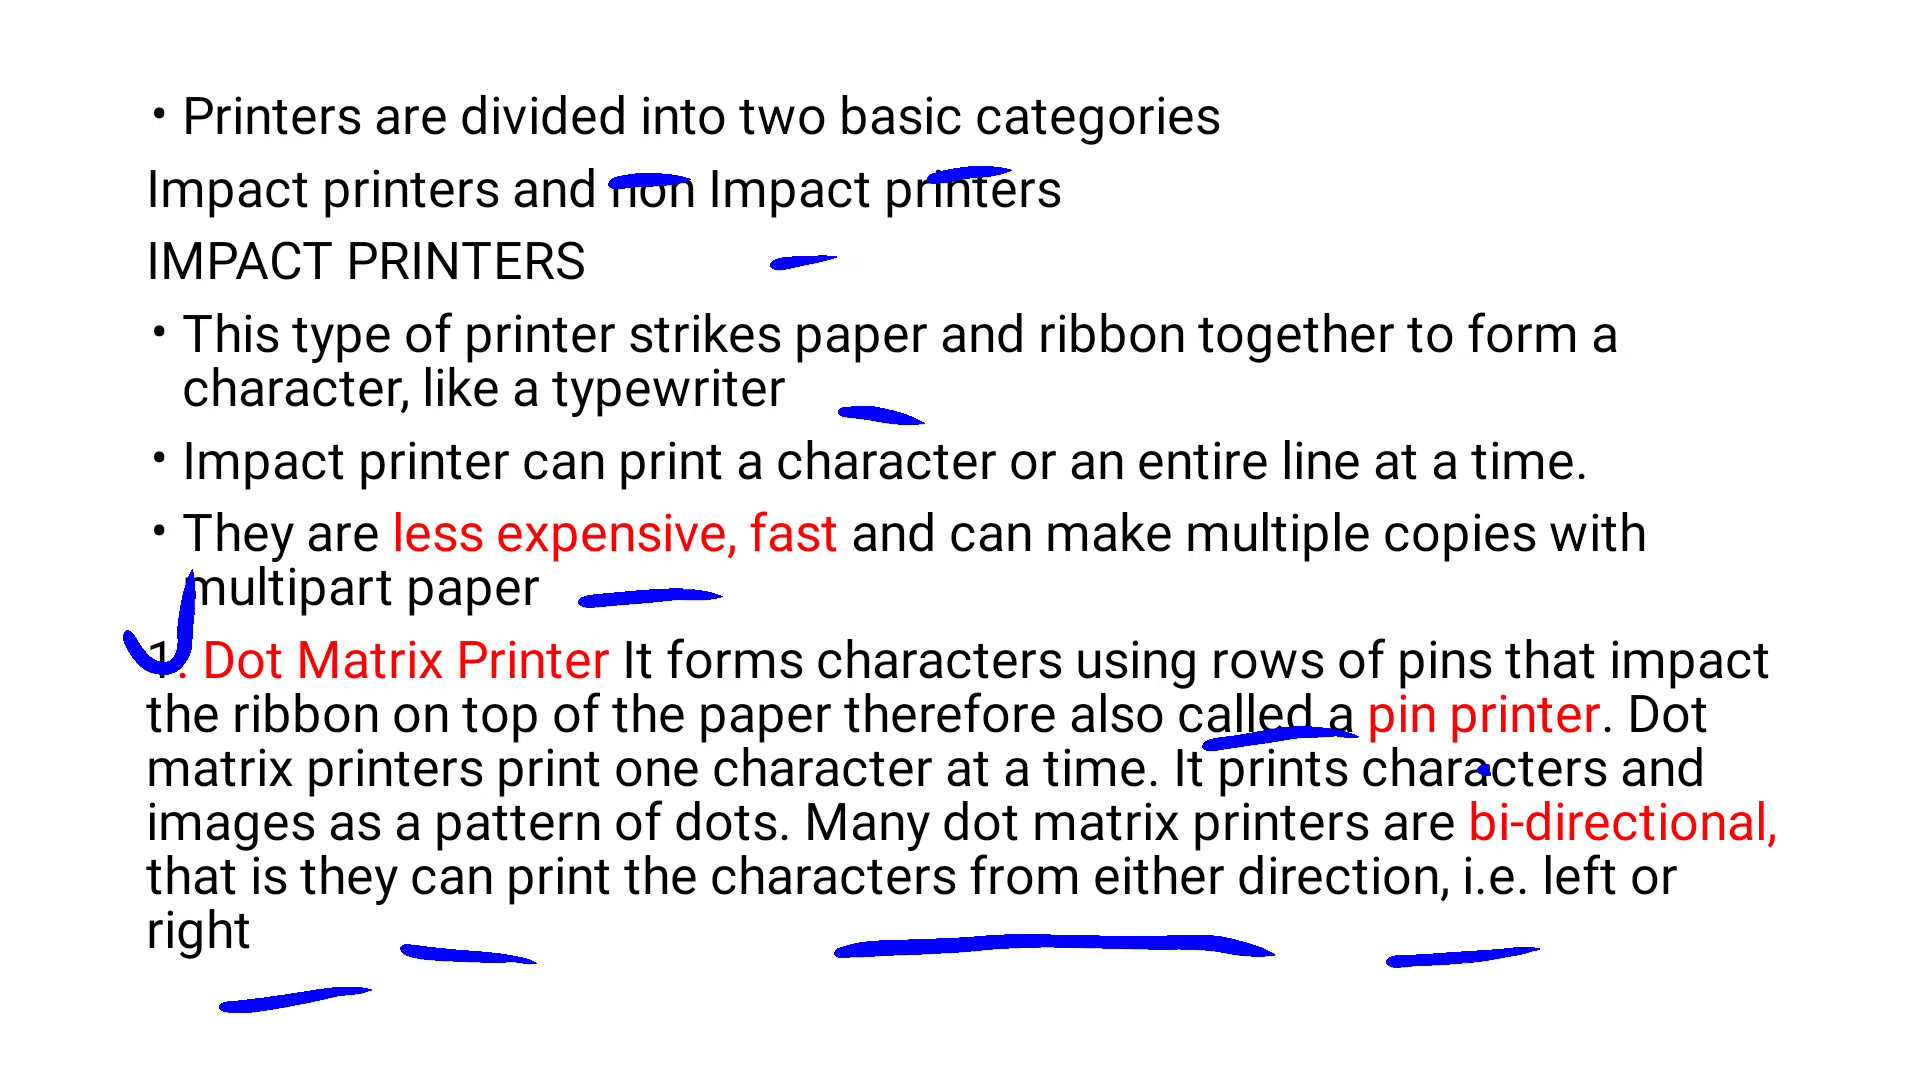 • Printers are divided into two basic categories
Impact printers and non Impact printers
IMPACT PRINTERS
• This type of printer strikes paper and ribbon together to form a
character, like a typewriter
• Impact printer can print a character or an entire line at a time.
• They are less expensive, fast and can make multiple copies with
multipart paper
1. Dot Matrix Printer It forms characters using rows of pins that impact
the ribbon on top of the paper therefore also called a pin printer. Dot
matrix printers print one character at a time. It prints characters and
images as a pattern of dots. Many dot matrix printers are bi-directional,
that is they can print the characters from either direction, i.e. left or
right